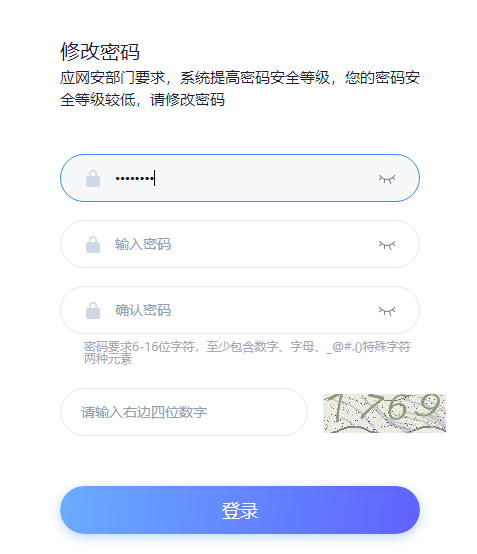 修改密码
应网安部门要求，系统提高密码安全等级，您的密码安
全等级较低，请修改密码
••••••••
输入密码
确认密码
密码要求6-16位字符，至少包含数字、字母、_@#.()特殊字符
两种元素
请输入右边四位数字
1769
登录